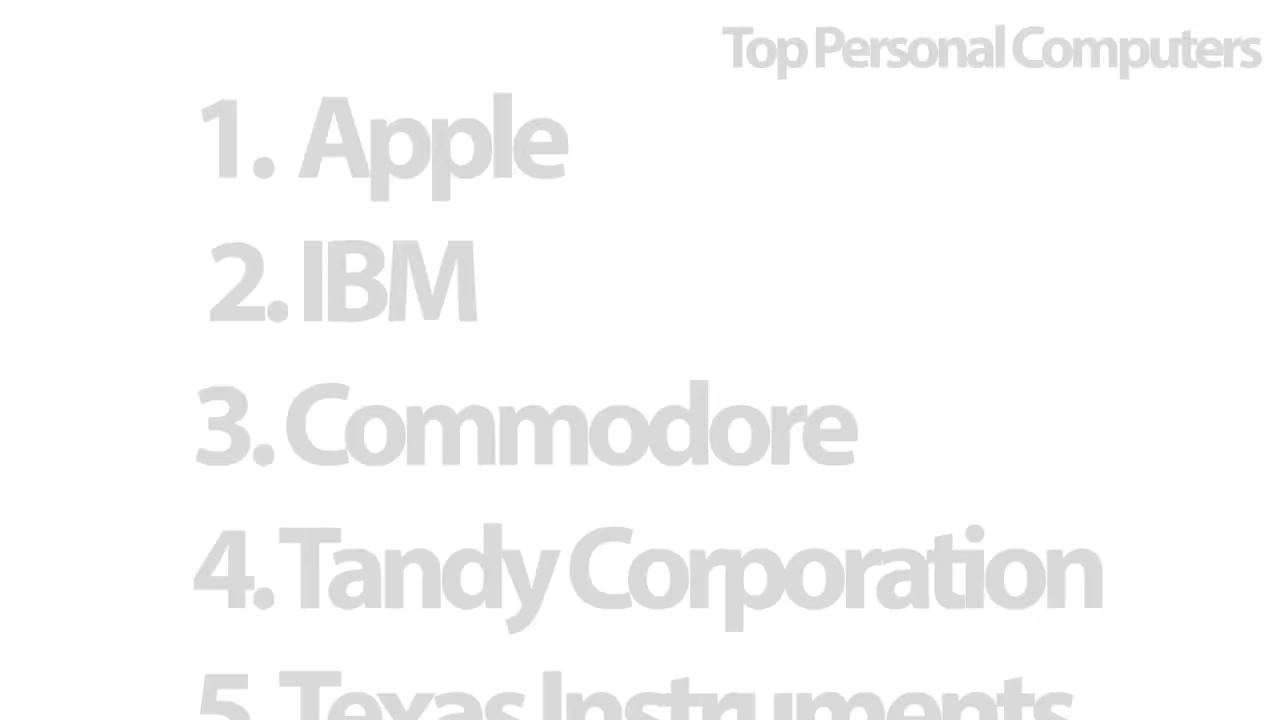 Top Personal Computers
1. Apple
2. IBM
3. Commodore
4. Tandy Corporation
5. Texas Instruments